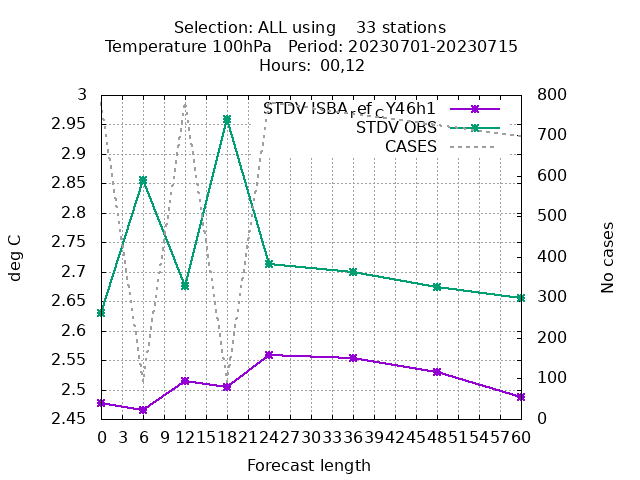 Selection: ALL using 33 stations
Temperature 100hPa Period: 20230701-20230715
Hours: 00,12
STDV ISBA_ref_CY46h1
STDV OBS
CASES
3
2.95
2.9
2.85
2.8
2.75
2.7
2.65
2.6
2.55
2.5
2.45
800
700
600
500
400
300
200
100
0
deg C
No cases
0 3 6 9 12 15 18 21 24 27 30 33 36 39 42 45 48 51 54 57 60
Forecast length